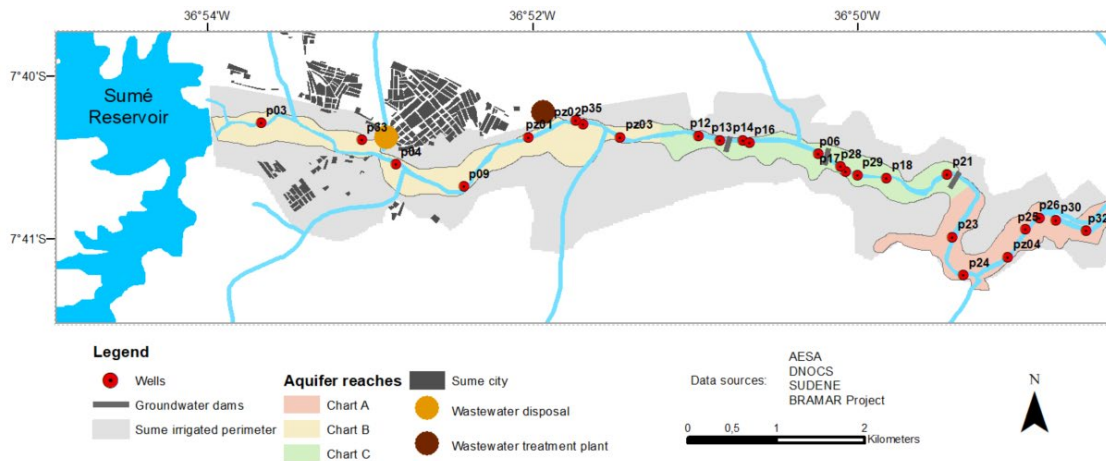 36°54'W
36°52'W
36°50'W
7°40'S
7°41'S
Sumé
Reservoir
p03
p33
p04
p09
pz01
pz02
p35
pz03
p12
p13
p14
p16
p06
p17
p28
p29
p18
p21
p23
p24
pz04
p25
p26
p30
p32
Legend
Wells
Groundwater dams
Sume irrigated perimeter
Aquifer reaches
Chart A
Chart B
Chart C
Sume city
Wastewater disposal
Wastewater treatment plant
Data sources:
AESA
DNOCS
SUDENE
BRAMAR Project
0 0,5 1 2
Kilometers
N